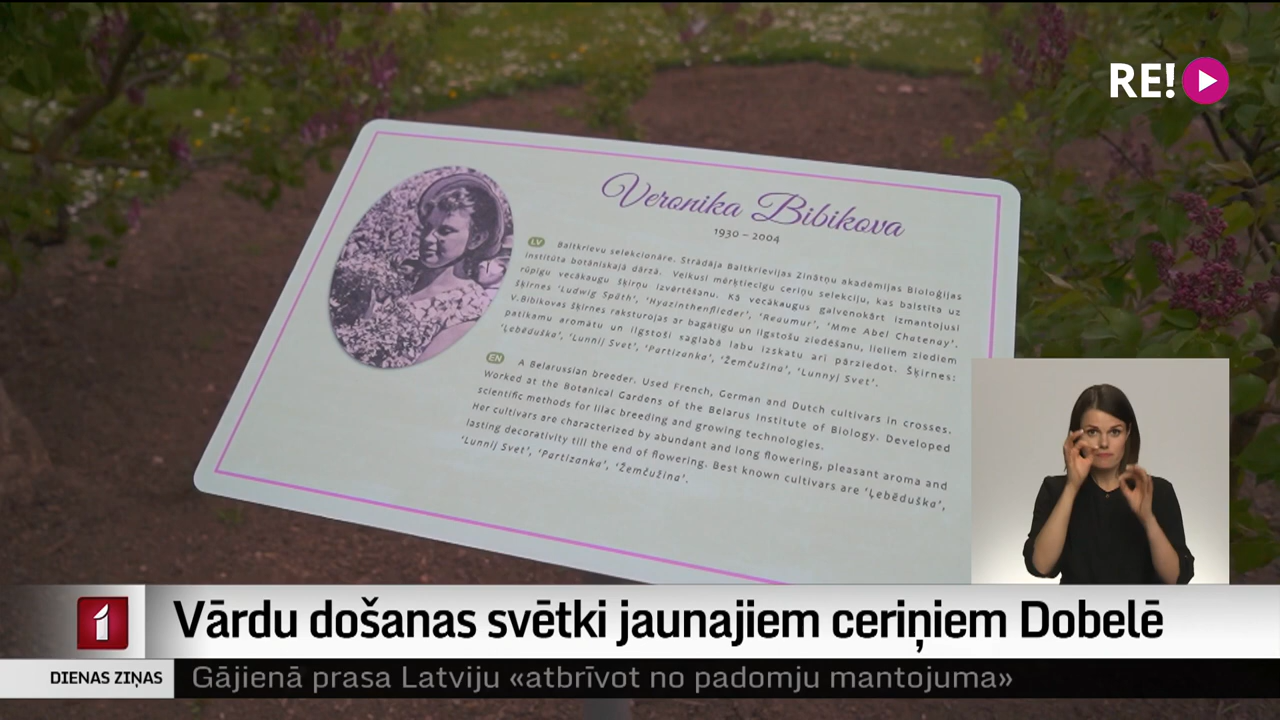 RE!
Veronika Bibikova
1930 – 2004
LV Baltkrievu selekcionāre. Strādāja Baltkrievijas Zinātņu akadēmijas Bioloģijas
institūta botāniskajā dārzā. Veikusi mērķtiecīgu ceriņu selekciju, kas balstīta uz
rūpīgu vecākaugu šķirņu izvērtēšanu. Kā vecākaugus galvenokārt izmantojusi
šķirnes ‘Ludwig Späth’, ‘Hyazinthenflieder’, ‘Reaumur’, ‘Mme Abel Chatenay’.
V.Bibikovas šķirnes raksturojas ar bagātīgu un ilgstošu ziedēšanu, lieliem ziediem
patīkamu aromātu un ilgstoši saglabā labu izskatu arī pārziedot. Šķirnes:
‘Ļebēduška’, ‘Lunnij Svet’, ‘Partizanka’, ‘Žemčužina’, ‘Lunnyj Svet’.
EN A Belarussian breeder. Used French, German and Dutch cultivars in crosses.
Worked at the Botanical Gardens of the Belarus Institute of Biology. Developed
scientific methods for lilac breeding and growing technologies.
Her cultivars are characterized by abundant and long flowering, pleasant aroma and
lasting decorativity till the end of flowering. Best known cultivars are ‘Ļebēduška’,
‘Lunnij Svet’, ‘Partizanka’, ‘Žemčužina’.
1 Vārdu došanas svētki jaunajiem ceriņiem Dobelē
DIENAS ZIŅAS Gājienā prasa Latviju «atbrīvot no padomju mantojuma»